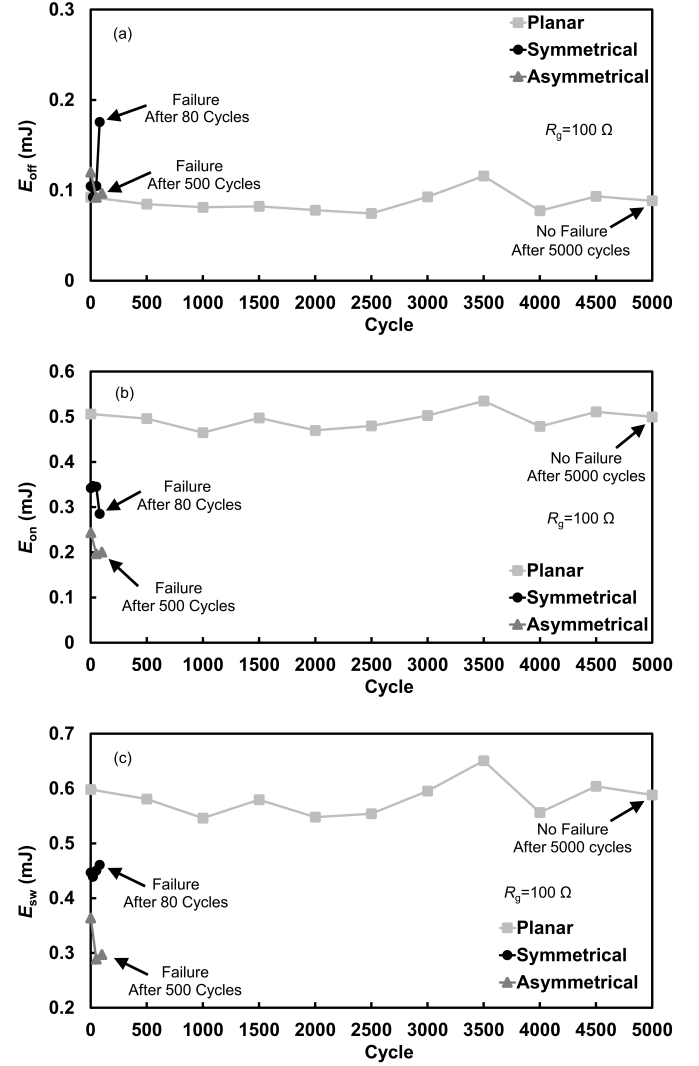 0.3
(a)
Planar
Symmetrical
Asymmetrical
0.2
Failure
After 80 Cycles
Rg=100 Ω
Eoff (mJ)
Failure
After 500 Cycles
0.1
No Failure
After 5000 cycles
0
0 500 1000 1500 2000 2500 3000 3500 4000 4500 5000
Cycle
0.6
(b)
0.5
No Failure
After 5000 cycles
0.4
Failure
After 80 Cycles
Eon (mJ)
0.3
Rg=100 Ω
0.2
Planar
Failure
After 500 Cycles
Symmetrical
0.1
Asymmetrical
0
0 500 1000 1500 2000 2500 3000 3500 4000 4500 5000
Cycle
0.7
(c)
0.6
No Failure
After 5000 cycles
0.5
Failure
After 80 Cycles
Esw (mJ)
Rg=100 Ω
0.4
Planar
Symmetrical
0.3
Failure
After 500 Cycles
Asymmetrical
0.2
0 500 1000 1500 2000 2500 3000 3500 4000 4500 5000
Cycle